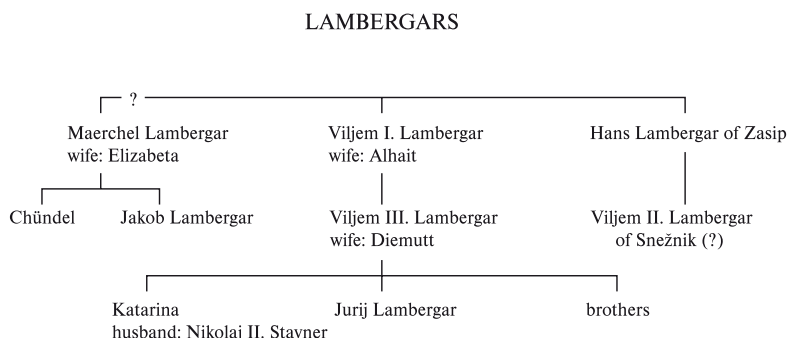 LAMBERGARS
?
Maerchel Lambergar
wife: Elizabeta
Viljem I. Lambergar
wife: Alhait
Hans Lambergar of Zasip
Chündel
Jakob Lambergar
Viljem III. Lambergar
wife: Diemutt
Viljem II. Lambergar
of Snežnik (?)
Katarina
husband: Nikolaj II. Stavner
Jurij Lambergar
brothers